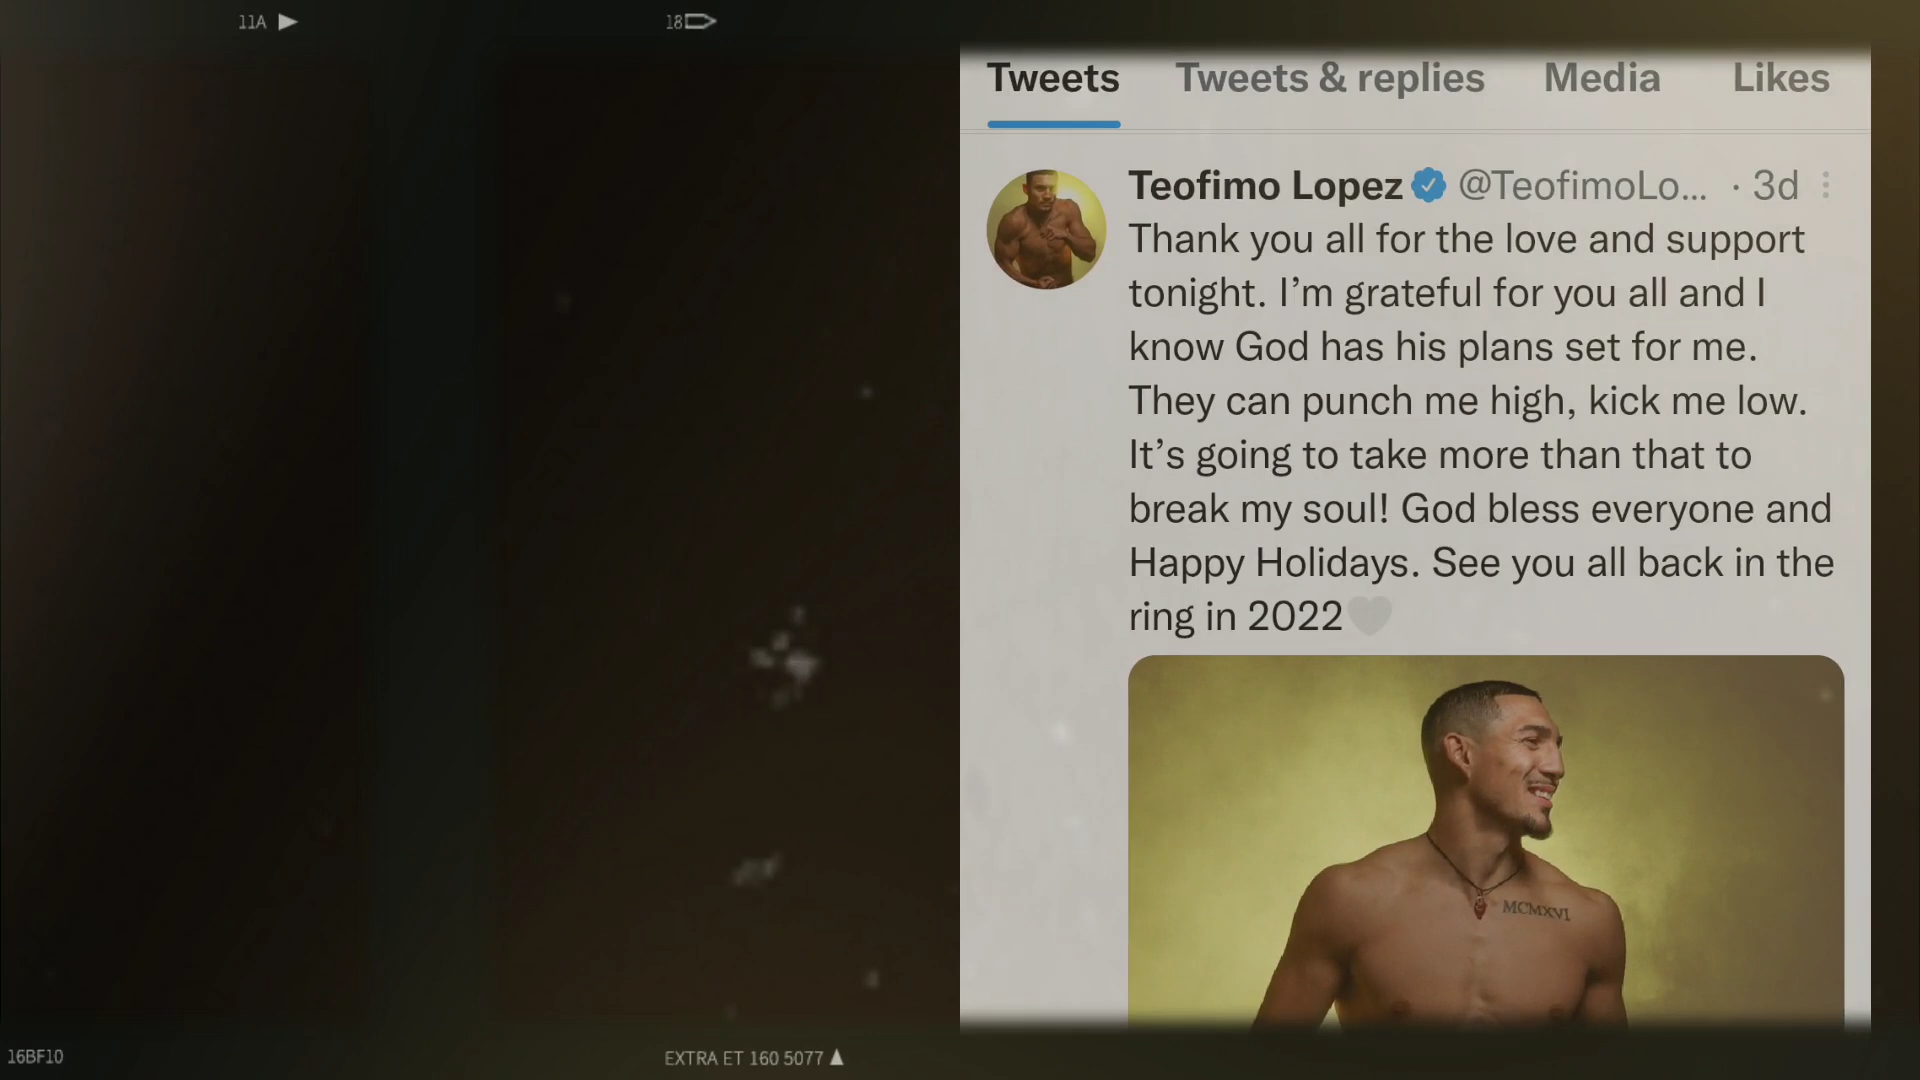 11A
18
Tweets Tweets & replies Media Likes
Teofimo Lopez @TeofimoLo... · 3d
Thank you all for the love and support
tonight. I’m grateful for you all and I
know God has his plans set for me.
They can punch me high, kick me low.
It’s going to take more than that to
break my soul! God bless everyone and
Happy Holidays. See you all back in the
ring in 2022
MCMXVI
16BF10
EXTRA ET 160 5077